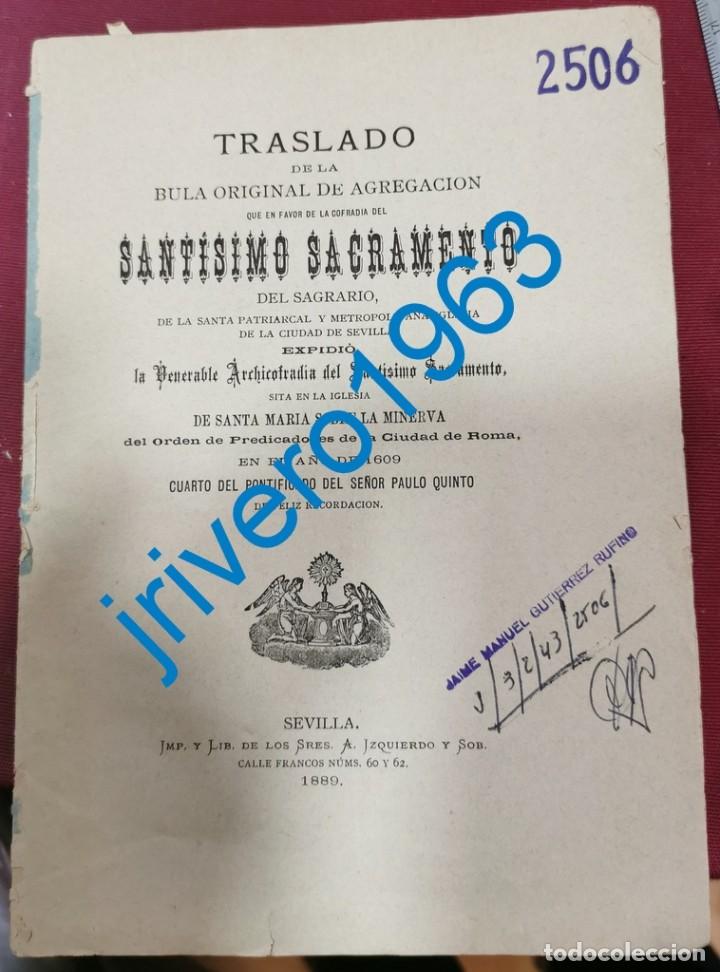 2506
TRASLADO
DE LA
BULA ORIGINAL DE AGREGACION
QUE EN FAVOR DE LA COFRADIA DEL
SANTÍSIMO SACRAMENTO
DEL SAGRARIO,
DE LA SANTA PATRIARCAL Y METROPOLITANA IGLESIA
DE LA CIUDAD DE SEVILLA
EXPIDIÓ
la Venerable Archicofradia del Santisimo Sacramento,
SITA EN LA IGLESIA
DE SANTA MARIA SOBRE LA MINERVA
del Orden de Predicadores de la Ciudad de Roma,
EN EL AÑO DE 1609
CUARTO DEL PONTIFICADO DEL SEÑOR PAULO QUINTO
DE FELIZ RECORDACION.
jrivero1963
JAIME MANUEL GUTIERREZ RUFINO
J/3/2/43/2506/
SEVILLA.
IMP. Y LIB. DE LOS SRES. A. IZQUIERDO Y SOB.
CALLE FRANCOS NÚMS. 60 Y 62.
1889.
todocoleccion